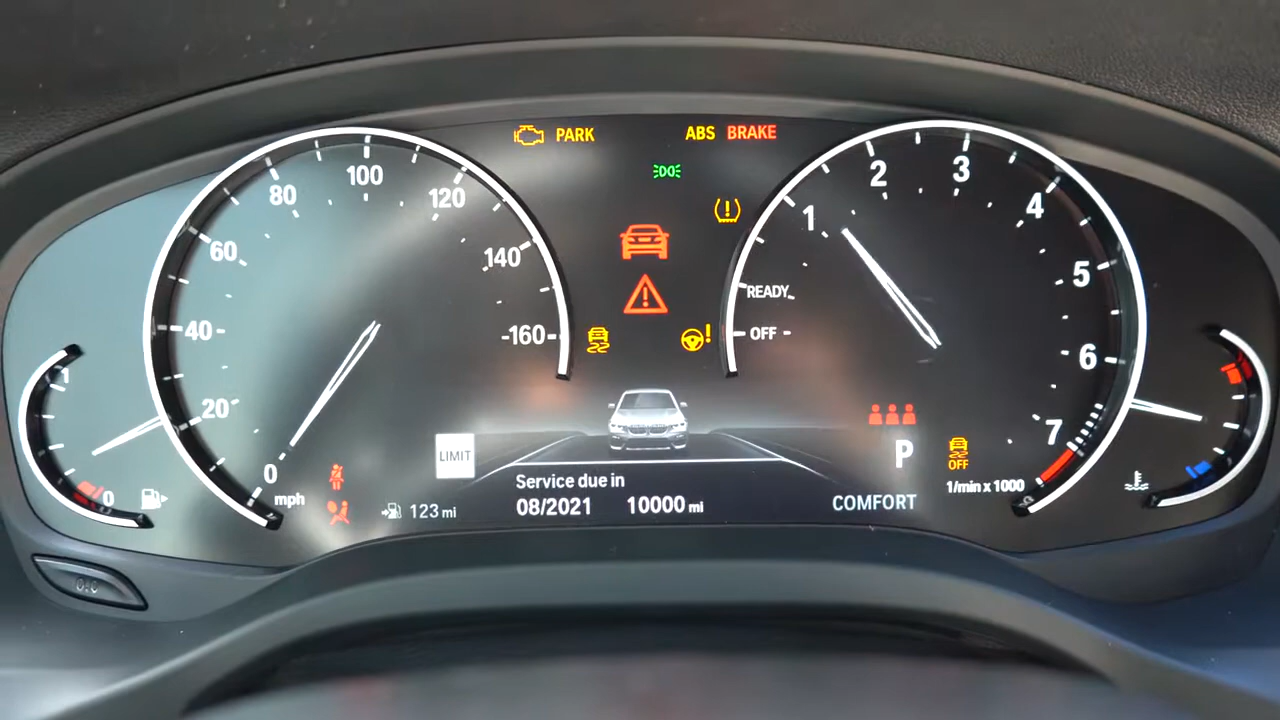 PARK
ABS BRAKE
80 100 120
60 140
40 160
20
0
mph
1 0
LIMIT
123 mi
Service due in
08/2021 10000 mi
1 2 3 4 5 6 7
READY
OFF
P
OFF
1/min x 1000
COMFORT